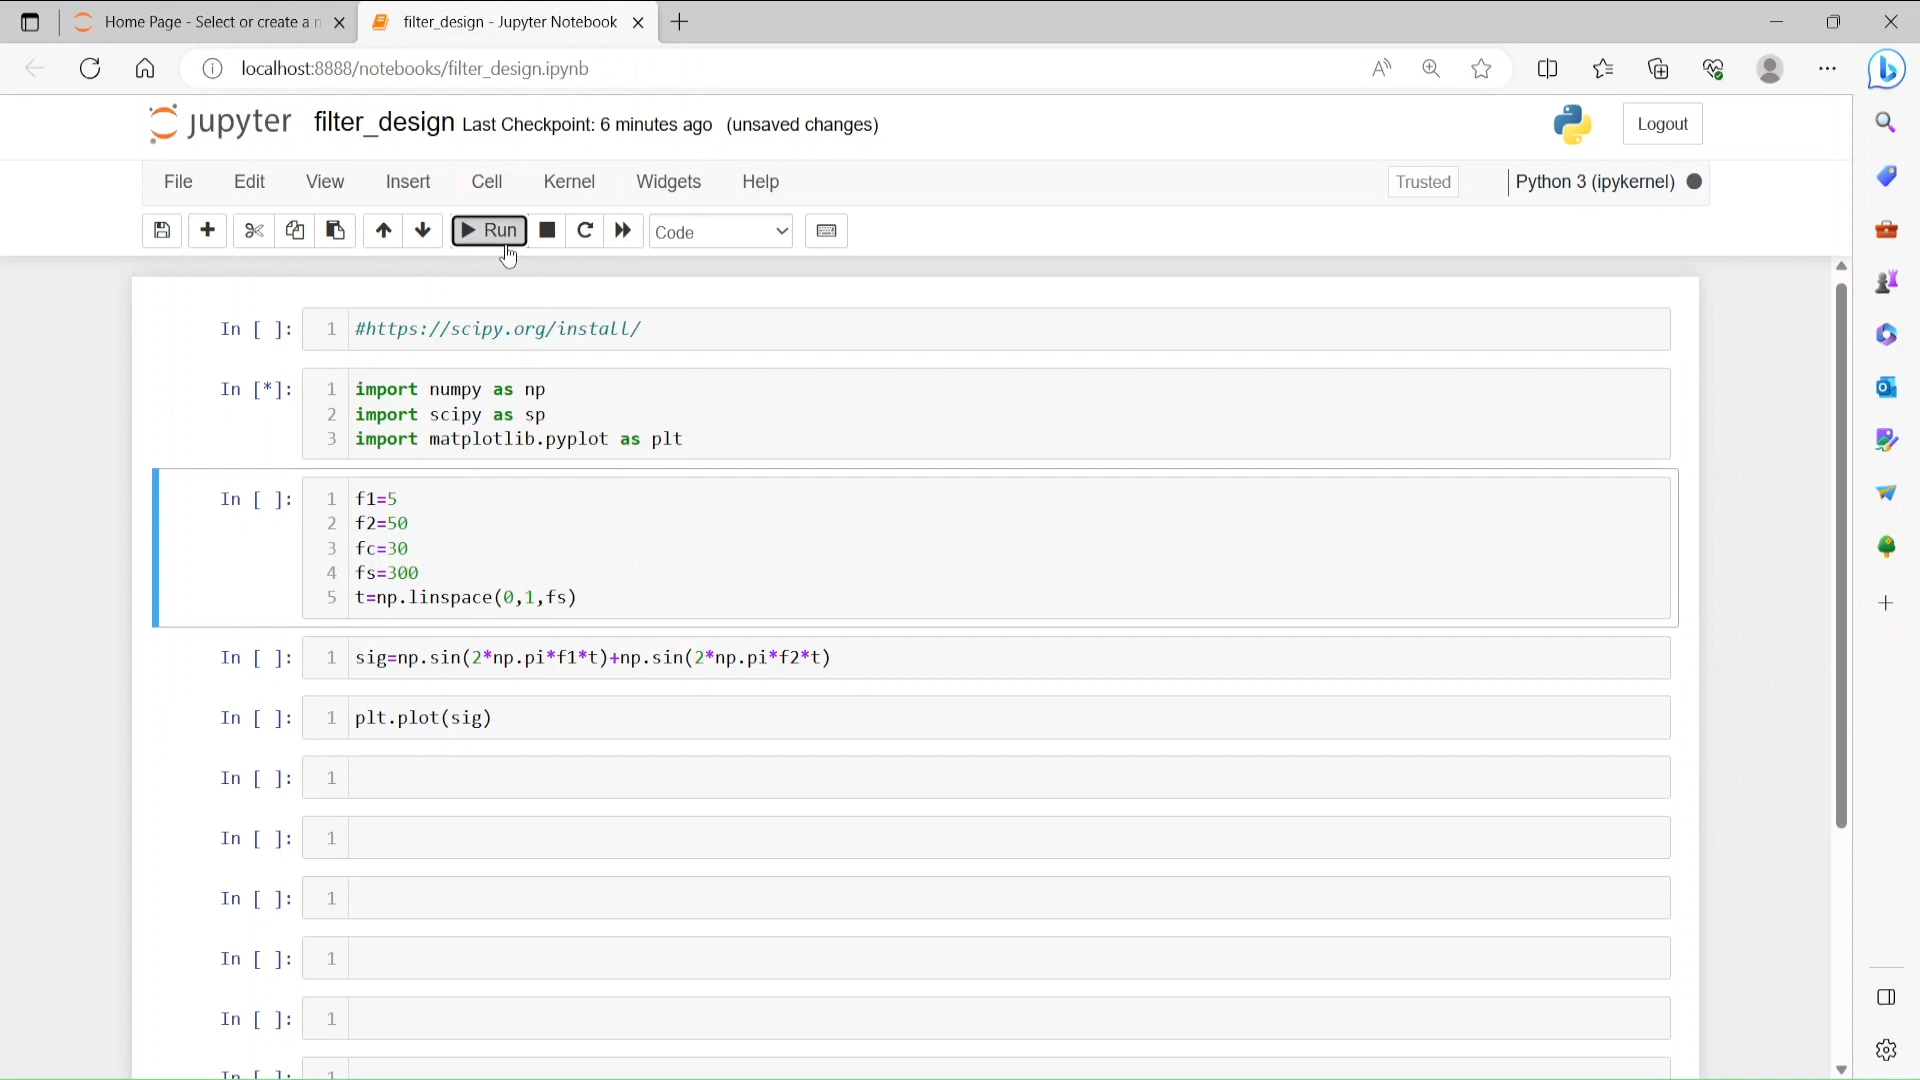 Home Page - Select or create a n
filter_design - Jupyter Notebook
localhost:8888/notebooks/filter_design.ipynb
jupyter filter_design Last Checkpoint: 6 minutes ago (unsaved changes)
Logout
File Edit View Insert Cell Kernel Widgets Help
Trusted
Python 3 (ipykernel)
Run
Code
In [ ]: 1 #https://scipy.org/install/
In [*]: 1 import numpy as np
2 import scipy as sp
3 import matplotlib.pyplot as plt
In [ ]: 1 f1=5
2 f2=50
3 fc=30
4 fs=300
5 t=np.linspace(0,1,fs)
In [ ]: 1 sig=np.sin(2*np.pi*f1*t)+np.sin(2*np.pi*f2*t)
In [ ]: 1 plt.plot(sig)
In [ ]: 1
In [ ]: 1
In [ ]: 1
In [ ]: 1
In [ ]: 1
In [ ]: 1